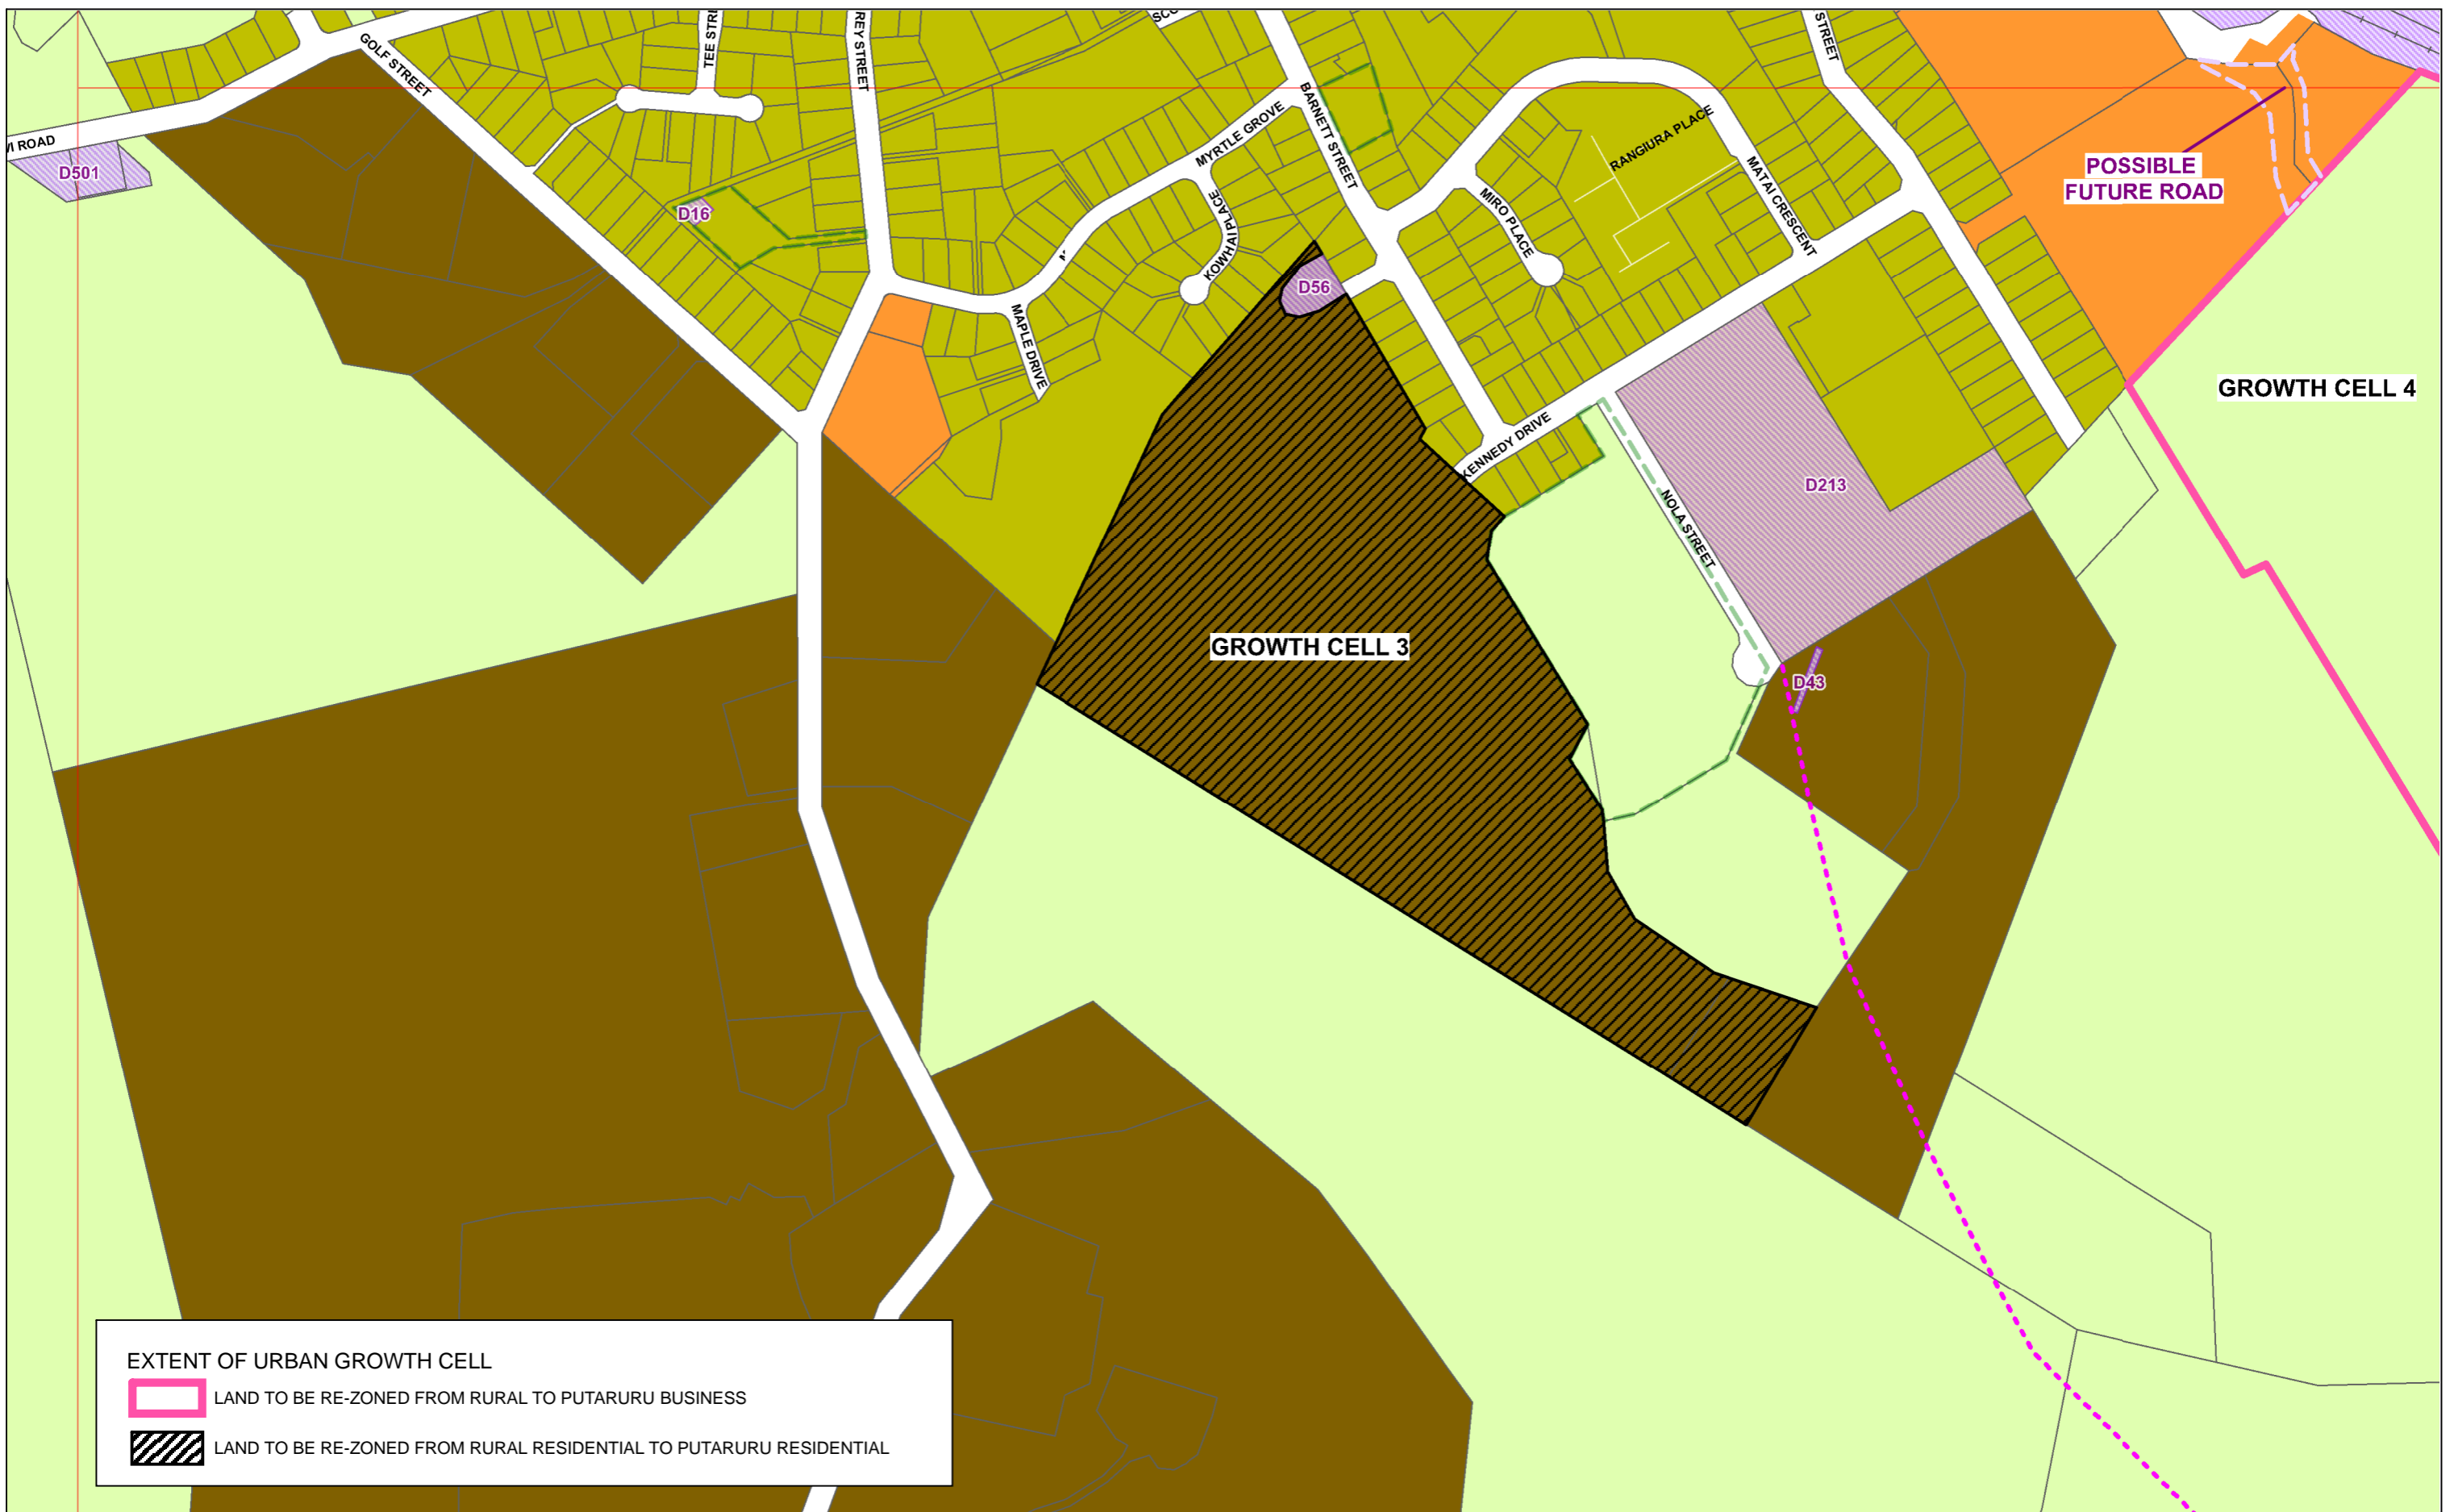 GOLF STREET
TEE STRE
REY STREET
SCO
STREET
VI ROAD
D501
D16
MYRTLE GROVE
BARNETT STREET
RANGIURA PLACE
MATAI CRESCENT
MIRO PLACE
KOWHAI PLACE
MAPLE DRIVE
D56
POSSIBLE
FUTURE ROAD
GROWTH CELL 4
KENNEDY DRIVE
D213
NOLA STREET
GROWTH CELL 3
D43
EXTENT OF URBAN GROWTH CELL
LAND TO BE RE-ZONED FROM RURAL TO PUTARURU BUSINESS
LAND TO BE RE-ZONED FROM RURAL RESIDENTIAL TO PUTARURU RESIDENTIAL